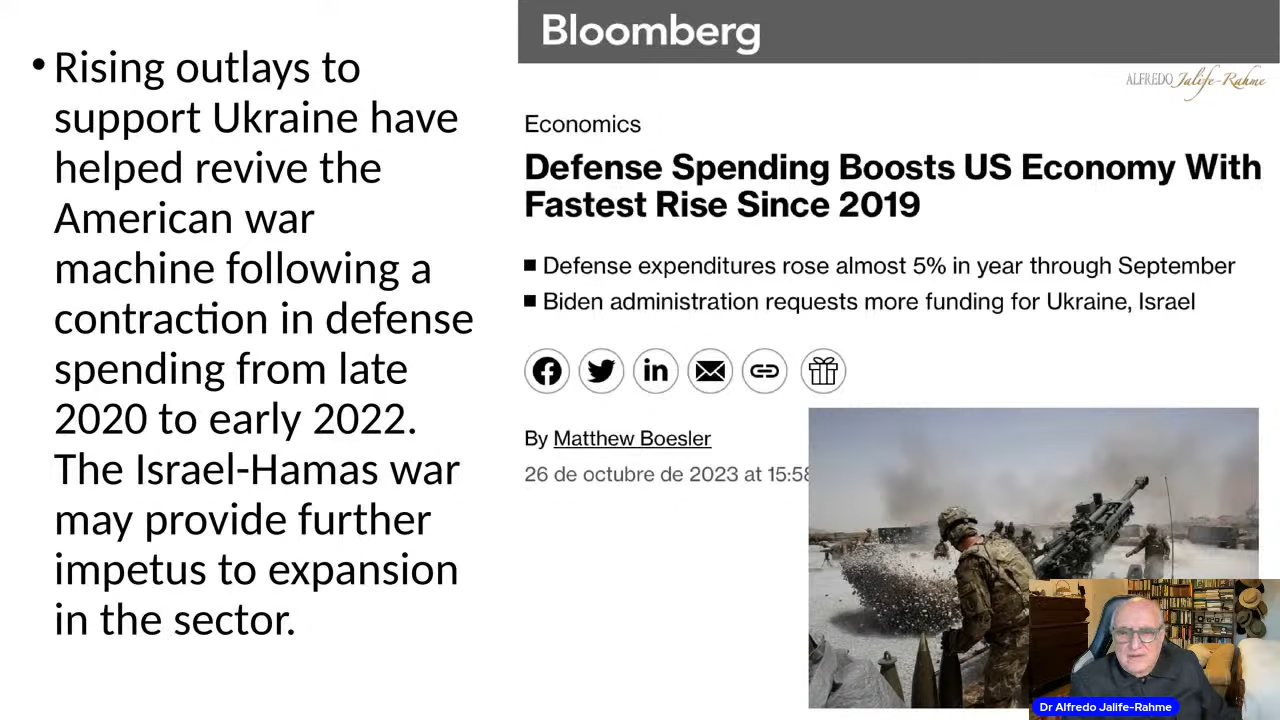 • Rising outlays to
support Ukraine have
helped revive the
American war
machine following a
contraction in defense
spending from late
2020 to early 2022.
The Israel-Hamas war
may provide further
impetus to expansion
in the sector.
Bloomberg
ALFREDO Jalife-Rahme
Economics
Defense Spending Boosts US Economy With
Fastest Rise Since 2019
■ Defense expenditures rose almost 5% in year through September
■ Biden administration requests more funding for Ukraine, Israel
in
By Matthew Boesler
26 de octubre de 2023 at 15:58
Dr Alfredo Jalife-Rahme